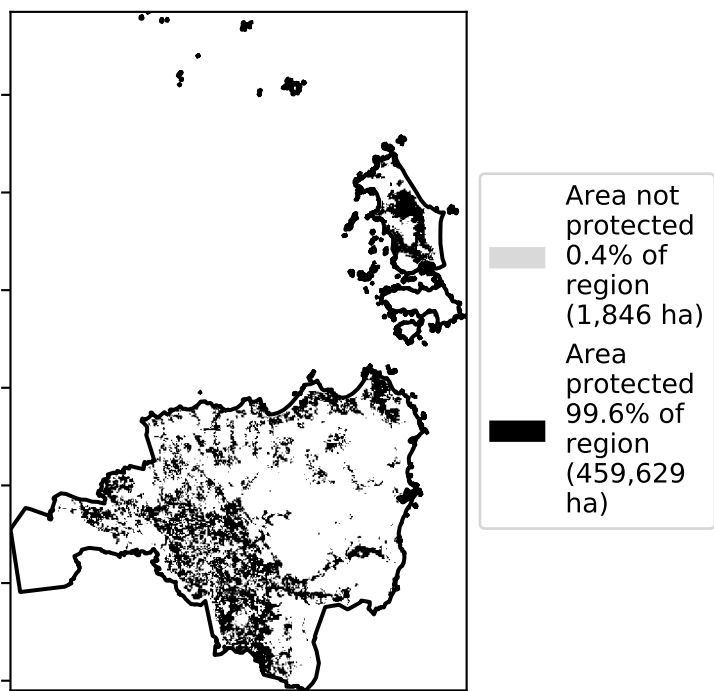 Area not
protected
0.4% of
region
(1,846 ha)
Area
protected
99.6% of
region
(459,629
ha)